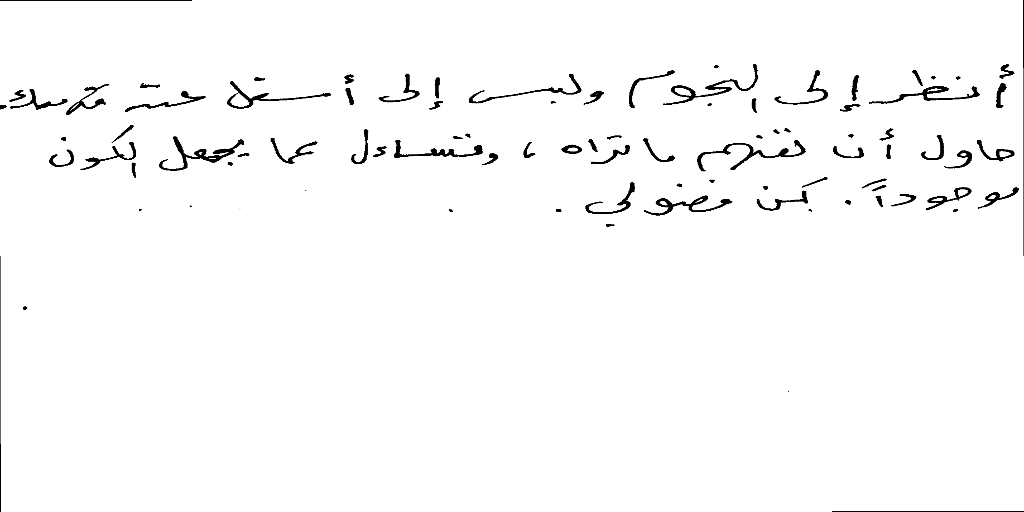 أنظر إلى النجوم وليس إلى أسفل عند قدميك.
حاول أن تفهم ما تراه ، وتتساءل عما يجعل الكون
موجوداً . كن فضولي .